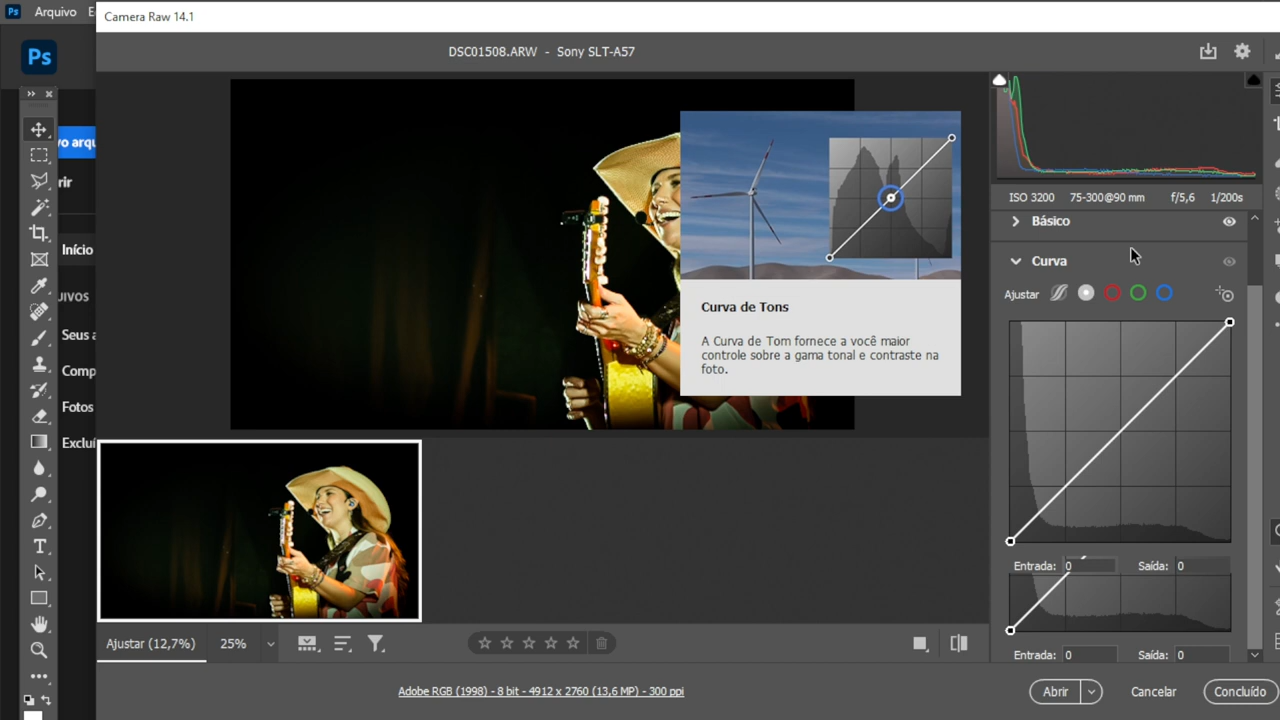 Ps Arquivo
Camera Raw 14.1
Ps
DSC01508.ARW - Sony SLT-A57
ISO 3200 75-300@90 mm f/5,6 1/200s
vo arqu
rir
Início
uivos
Seus a
Comp
Fotos
Excluí
Básico
Curva
Ajustar
Curva de Tons
A Curva de Tom fornece a você maior
controle sobre a gama tonal e contraste na
foto.
Entrada: 0 Saída: 0
Entrada: 0 Saída: 0
Ajustar (12,7%) 25%
Adobe RGB (1998) - 8 bit - 4912 x 2760 (13,6 MP) - 300 ppi
Abrir Cancelar Concluído